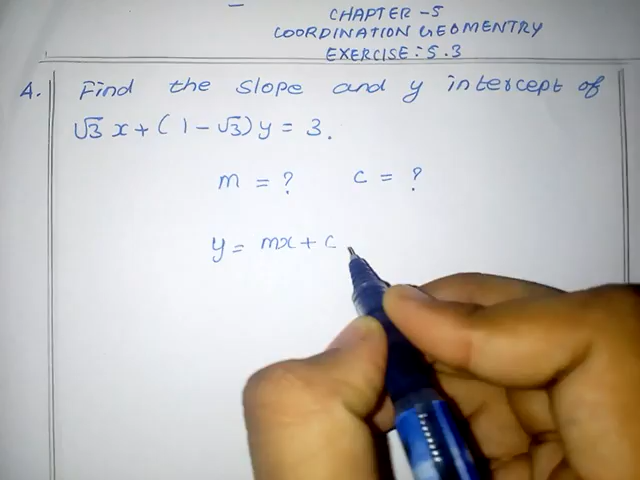 CHAPTER -5
COORDINATION GEOMENTRY
EXERCISE: 5.3
4. Find the slope and y intercept of
√3 x + ( 1 - √3 ) y = 3.
m = ? c = ?
y = mx + c